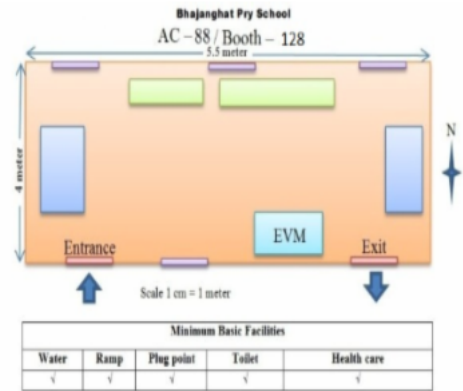 Bhajanghat Pry School
AC – 88 / Booth – 128
5.5 meter
4 meter
N
EVM
Entrance
Exit
Scale 1 cm = 1 meter
Minimum Basic Facilities
Water Ramp Plug point Toilet Health care
√ √ √ √ √